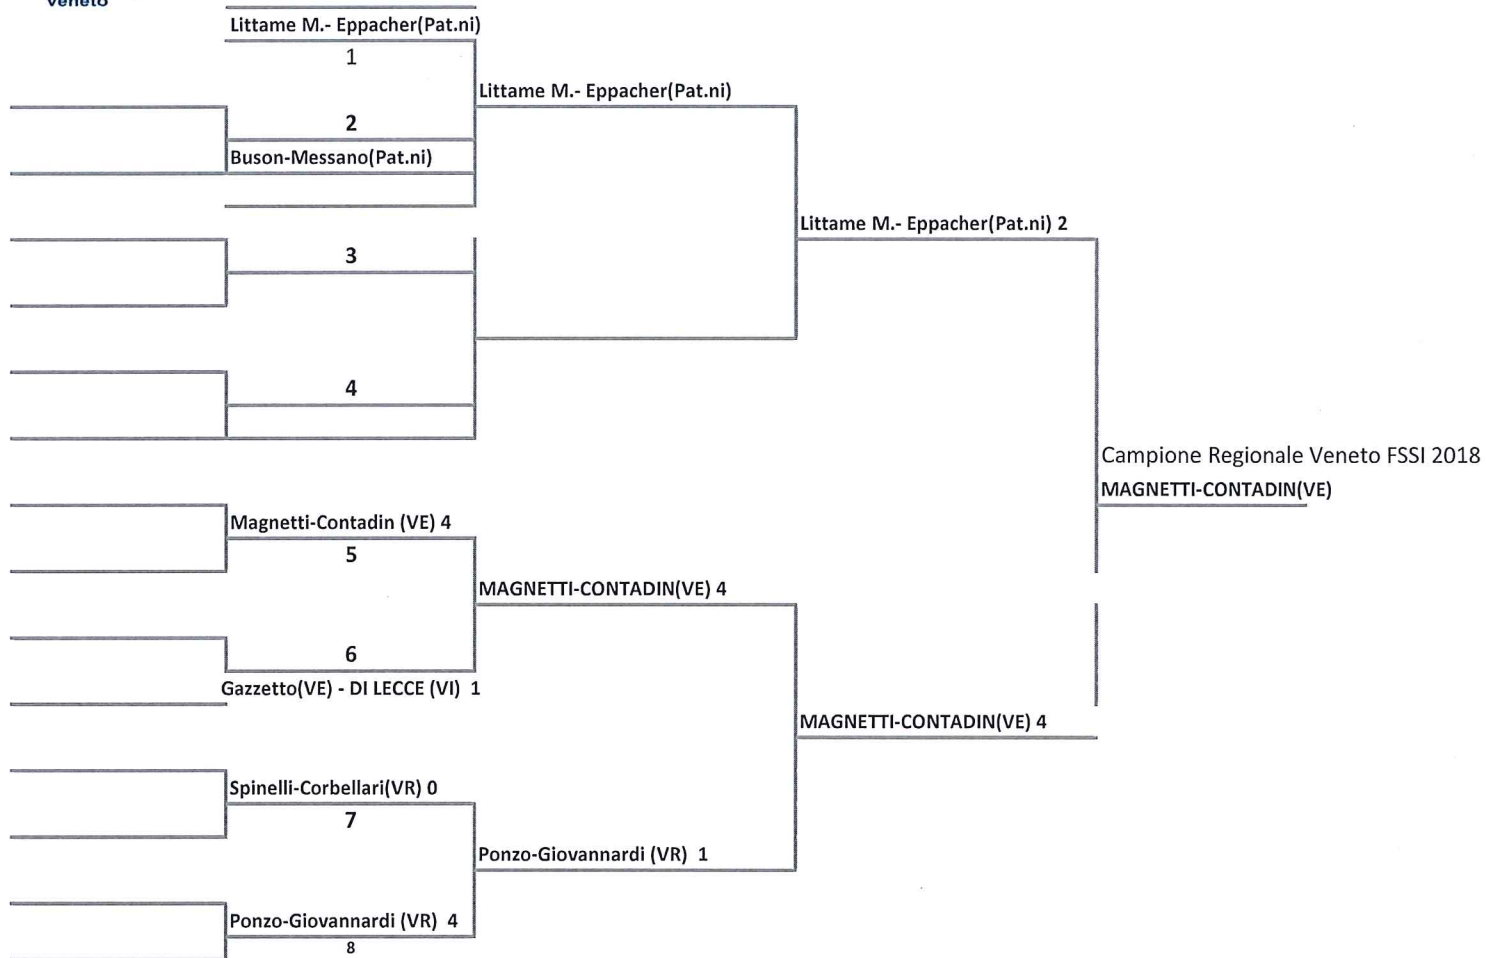 Veneto
Littame M.- Eppacher(Pat.ni)
1
Littame M.- Eppacher(Pat.ni)
2
Buson-Messano(Pat.ni)
Littame M.- Eppacher(Pat.ni) 2
3
4
Campione Regionale Veneto FSSI 2018
MAGNETTI-CONTADIN(VE)
Magnetti-Contadin (VE) 4
5
MAGNETTI-CONTADIN(VE) 4
6
Gazzetto(VE) - DI LECCE (VI) 1
MAGNETTI-CONTADIN(VE) 4
Spinelli-Corbellari(VR) 0
7
Ponzo-Giovannardi (VR) 1
Ponzo-Giovannardi (VR) 4
8